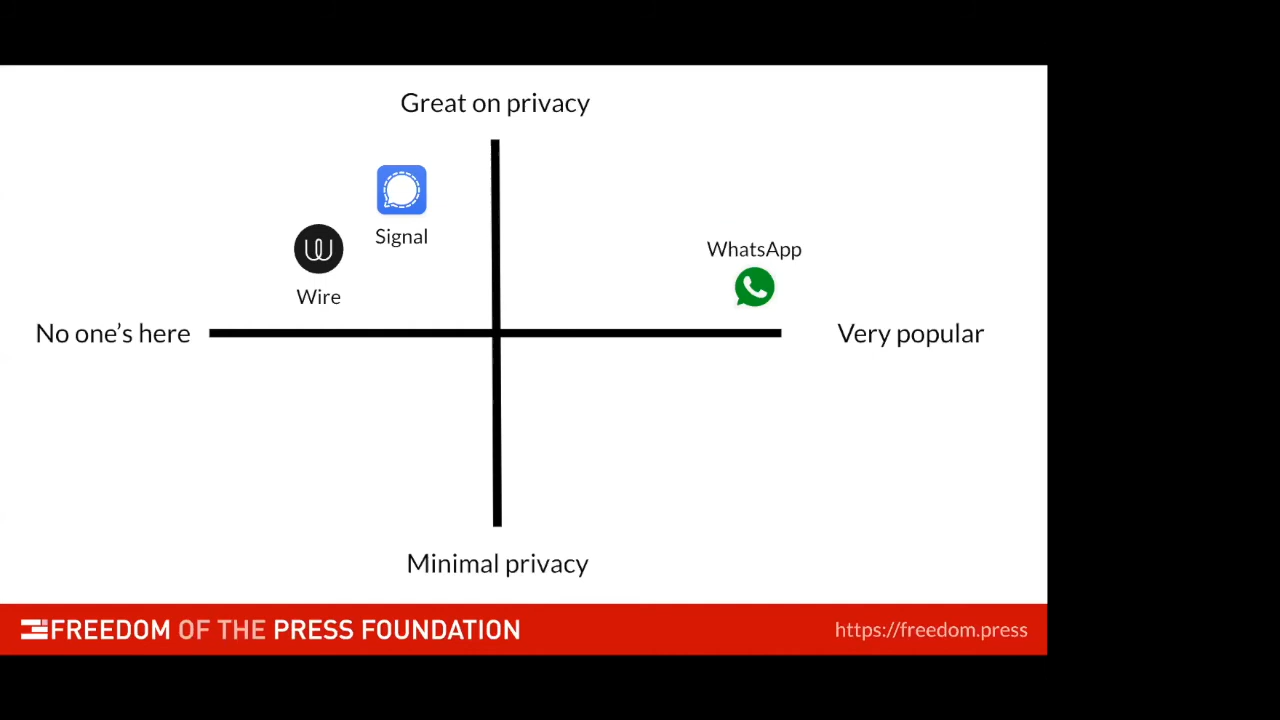 Great on privacy
Signal
WhatsApp
Wire
No one’s here
Very popular
Minimal privacy
FREEDOM OF THE PRESS FOUNDATION
https://freedom.press